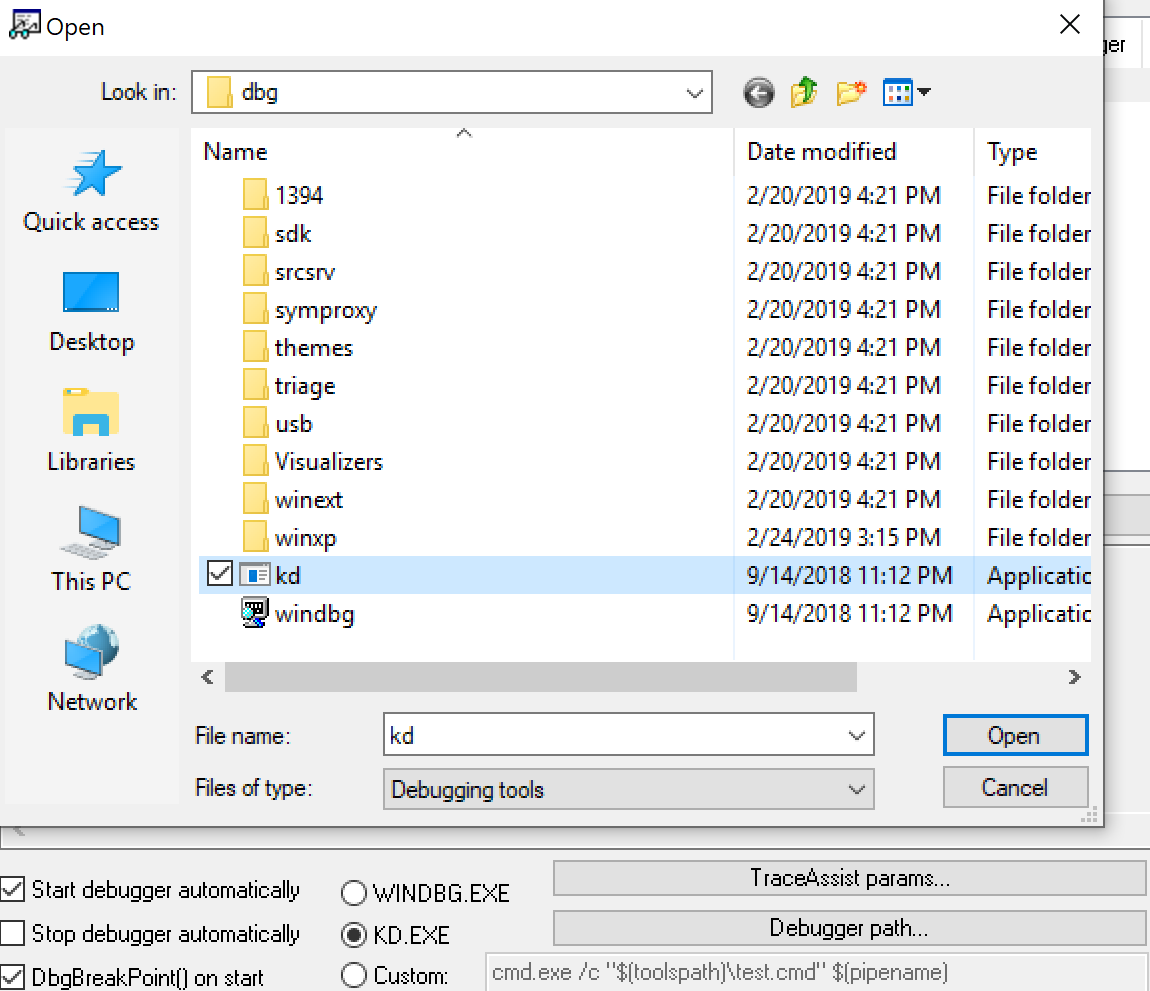 Open
ger
Look in: dbg
Name Date modified Type
Quick access
Desktop
Libraries
This PC
Network
1394 2/20/2019 4:21 PM File folder
sdk 2/20/2019 4:21 PM File folder
srcsrv 2/20/2019 4:21 PM File folder
symproxy 2/20/2019 4:21 PM File folder
themes 2/20/2019 4:21 PM File folder
triage 2/20/2019 4:21 PM File folder
usb 2/20/2019 4:21 PM File folder
Visualizers 2/20/2019 4:21 PM File folder
winext 2/20/2019 4:21 PM File folder
winxp 2/24/2019 3:15 PM File folder
kd 9/14/2018 11:12 PM Applicatic
windbg 9/14/2018 11:12 PM Applicatic
File name: kd Open
Files of type: Debugging tools Cancel
Start debugger automatically WINDBG.EXE TraceAssist params...
Stop debugger automatically KD.EXE Debugger path...
DbgBreakPoint() on start Custom: cmd.exe /c "$(toolspath)\test.cmd" $(pipename)